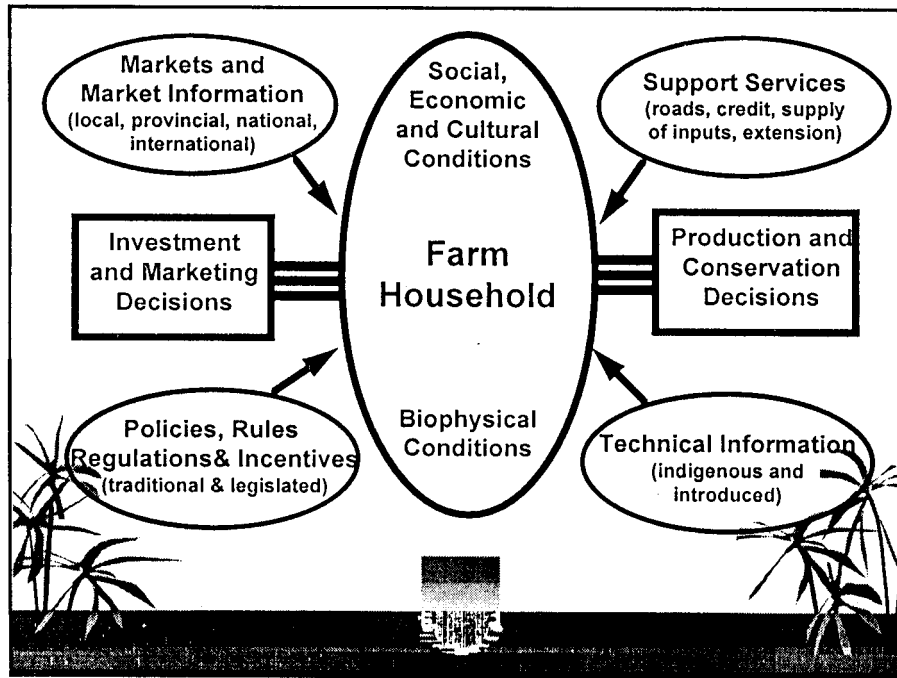 Markets and
Market Information
(local, provincial, national,
international)
Social,
Economic
and Cultural
Conditions
Support Services
(roads, credit, supply
of inputs, extension)
Investment
and Marketing
Decisions
Farm
Household
Production and
Conservation
Decisions
Policies, Rules
Regulations& Incentives
(traditional & legislated)
Biophysical
Conditions
Technical Information
(indigenous and
introduced)